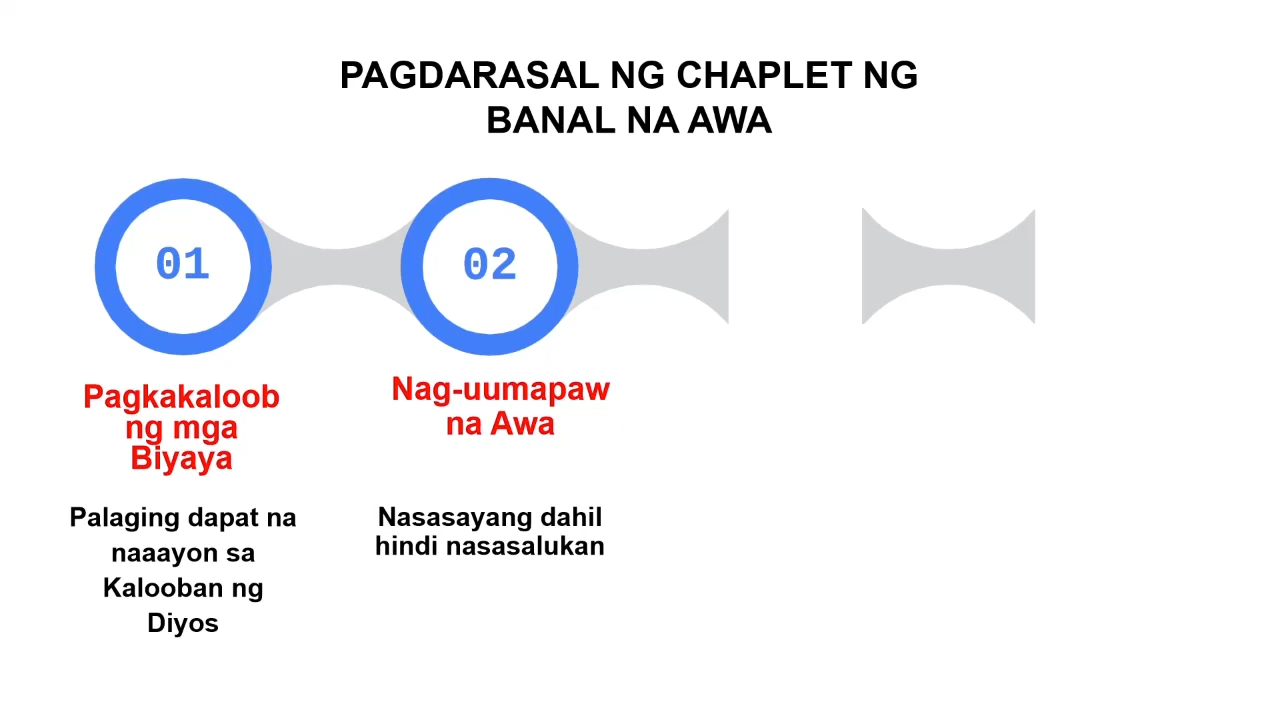 PAGDARASAL NG CHAPLET NG
BANAL NA AWA
01
02
Pagkakaloob
ng mga
Biyaya
Nag-uumapaw
na Awa
Palaging dapat na
naaayon sa
Kalooban ng
Diyos
Nasasayang dahil
hindi nasasalukan